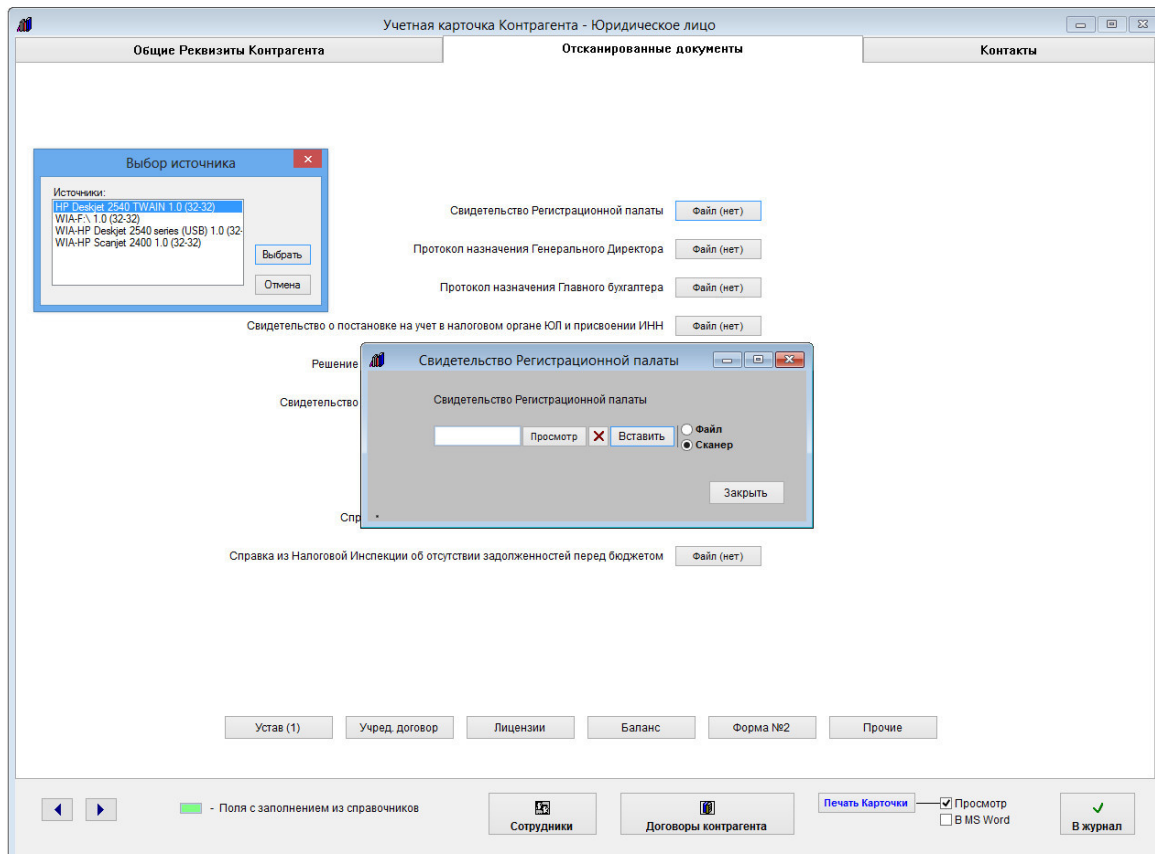 Учетная карточка Контрагента - Юридическое лицо
Общие Реквизиты Контрагента
Отсканированные документы
Контакты
Выбор источника
Источники:
HP Deskjet 2540 TWAIN 1.0 (32-32)
WIA-F:\ 1.0 (32-32)
WIA-HP Deskjet 2540 series (USB) 1.0 (32-
WIA-HP Scanjet 2400 1.0 (32-32)
Выбрать
Отмена
Свидетельство Регистрационной палаты Файл (нет)
Протокол назначения Генерального Директора Файл (нет)
Протокол назначения Главного бухгалтера Файл (нет)
Свидетельство о постановке на учет в налоговом органе ЮЛ и присвоении ИНН Файл (нет)
Решение
Свидетельство
Спр
Свидетельство Регистрационной палаты
Свидетельство Регистрационной палаты
Просмотр Вставить
Файл
Сканер
Закрыть
Справка из Налоговой Инспекции об отсутствии задолженностей перед бюджетом Файл (нет)
Устав (1) Учред. договор Лицензии Баланс Форма №2 Прочие
- Поля с заполнением из справочников
Сотрудники
Договоры контрагента
Печать Карточки
Просмотр
В MS Word
В журнал